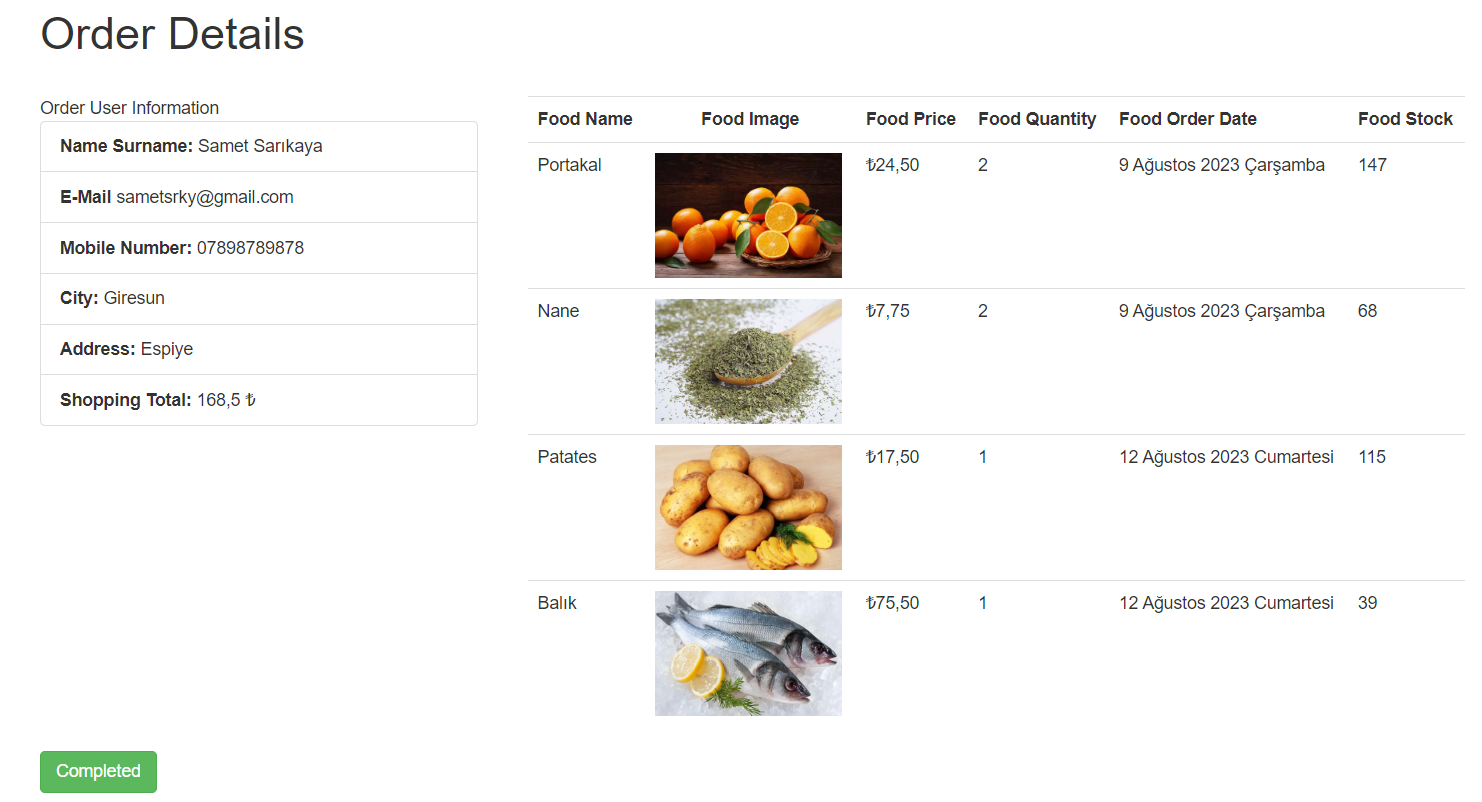 Order Details
Order User Information
Name Surname: Samet Sarıkaya
E-Mail sametsrky@gmail.com
Mobile Number: 07898789878
City: Giresun
Address: Espiye
Shopping Total: 168,5 ₺
Food Name Food Image Food Price Food Quantity Food Order Date Food Stock
Portakal ₺24,50 2 9 Ağustos 2023 Çarşamba 147
Nane ₺7,75 2 9 Ağustos 2023 Çarşamba 68
Patates ₺17,50 1 12 Ağustos 2023 Cumartesi 115
Balık ₺75,50 1 12 Ağustos 2023 Cumartesi 39
Completed